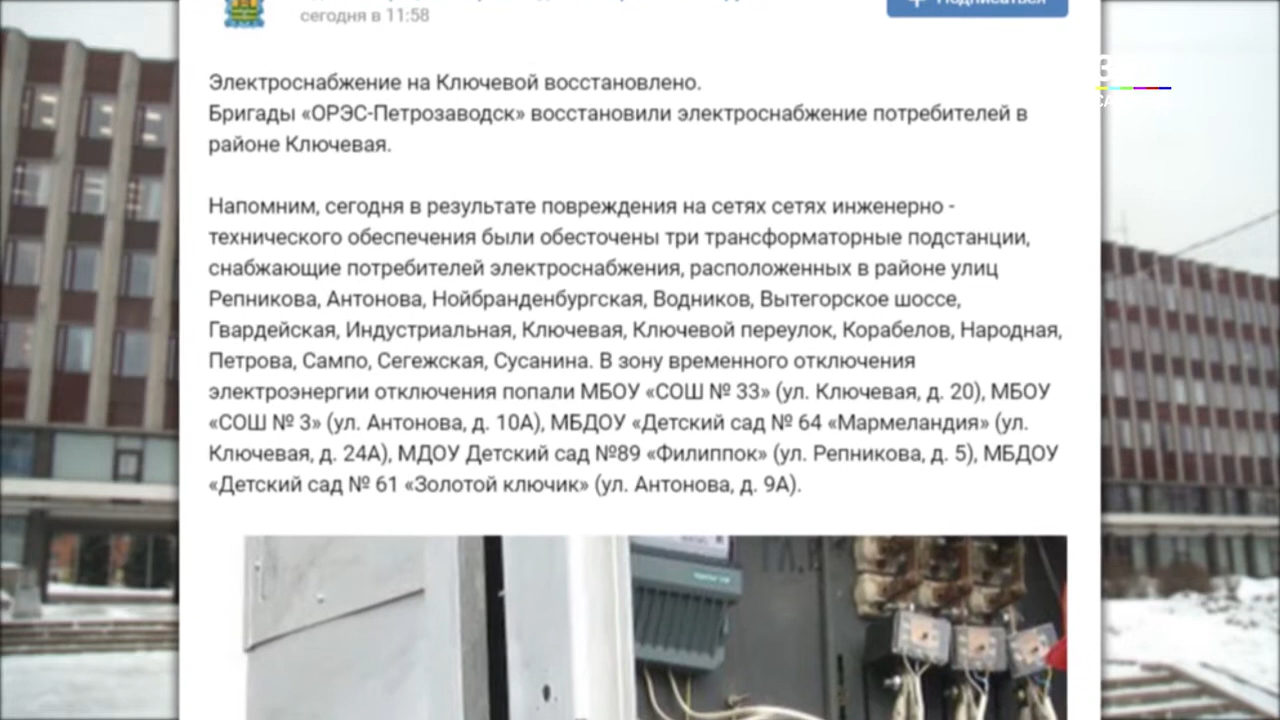 сегодня в 11:58
Подписаться
Электроснабжение на Ключевой восстановлено.
Бригады «ОРЭС-Петрозаводск» восстановили электроснабжение потребителей в
районе Ключевая.
Напомним, сегодня в результате повреждения на сетях сетях инженерно -
технического обеспечения были обесточены три трансформаторные подстанции,
снабжающие потребителей электроснабжения, расположенных в районе улиц
Репникова, Антонова, Нойбранденбургская, Водников, Вытегорское шоссе,
Гвардейская, Индустриальная, Ключевая, Ключевой переулок, Корабелов, Народная,
Петрова, Сампо, Сегежская, Сусанина. В зону временного отключения
электроэнергии отключения попали МБОУ «СОШ № 33» (ул. Ключевая, д. 20), МБОУ
«СОШ № 3» (ул. Антонова, д. 10А), МБДОУ «Детский сад № 64 «Мармеландия» (ул.
Ключевая, д. 24А), МДОУ Детский сад №89 «Филиппок» (ул. Репникова, д. 5), МБДОУ
«Детский сад № 61 «Золотой ключик» (ул. Антонова, д. 9А).